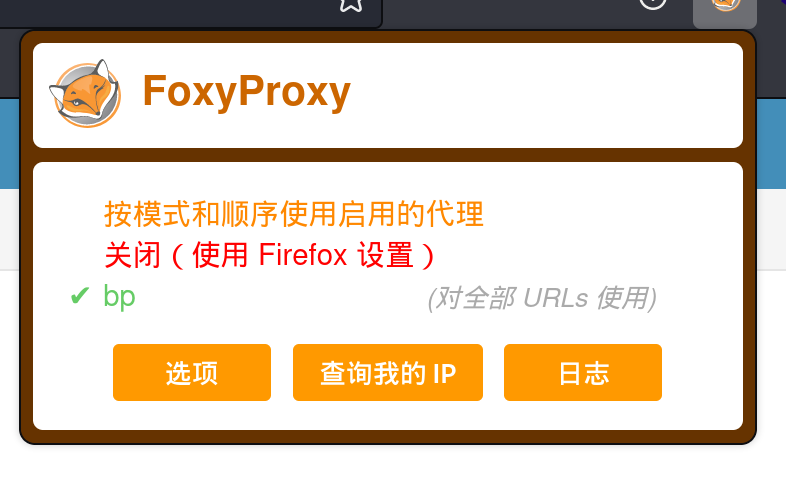 FoxyProxy
按模式和顺序使用启用的代理
关闭（使用 Firefox 设置）
✔ bp (对全部 URLs 使用)
选项 查询我的 IP 日志